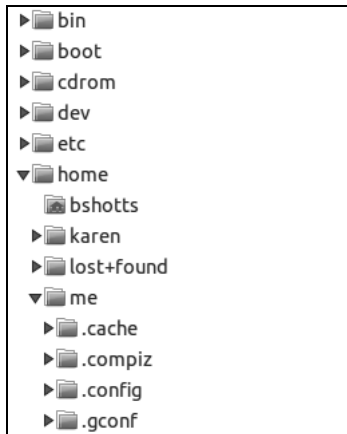 bin
boot
cdrom
dev
etc
home
bshotts
karen
lost+found
me
.cache
.compiz
.config
.gconf